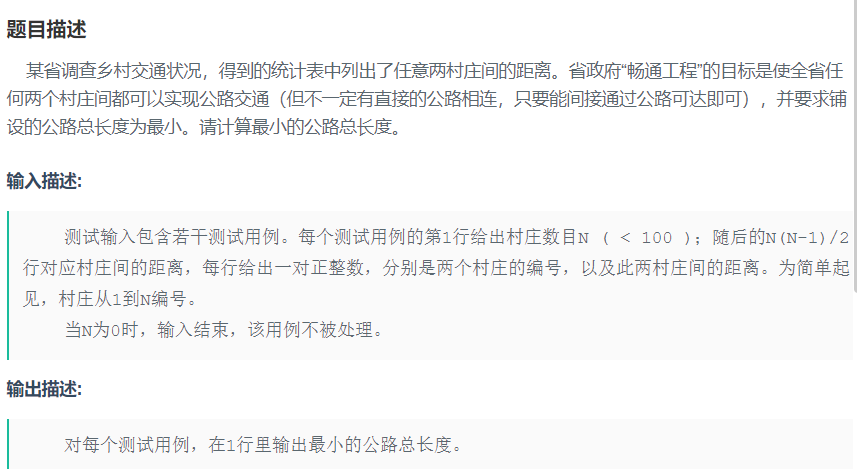 题目描述
某省调查乡村交通状况，得到的统计表中列出了任意两村庄间的距离。省政府“畅通工程”的目标是使全省任
何两个村庄间都可以实现公路交通（但不一定有直接的公路相连，只要能间接通过公路可达即可），并要求铺
设的公路总长度为最小。请计算最小的公路总长度。
输入描述:
测试输入包含若干测试用例。每个测试用例的第1行给出村庄数目N ( < 100 )；随后的N(N-1)/2
行对应村庄间的距离，每行给出一对正整数，分别是两个村庄的编号，以及此两村庄间的距离。为简单起
见，村庄从1到N编号。
当N为0时，输入结束，该用例不被处理。
输出描述:
对每个测试用例，在1行里输出最小的公路总长度。